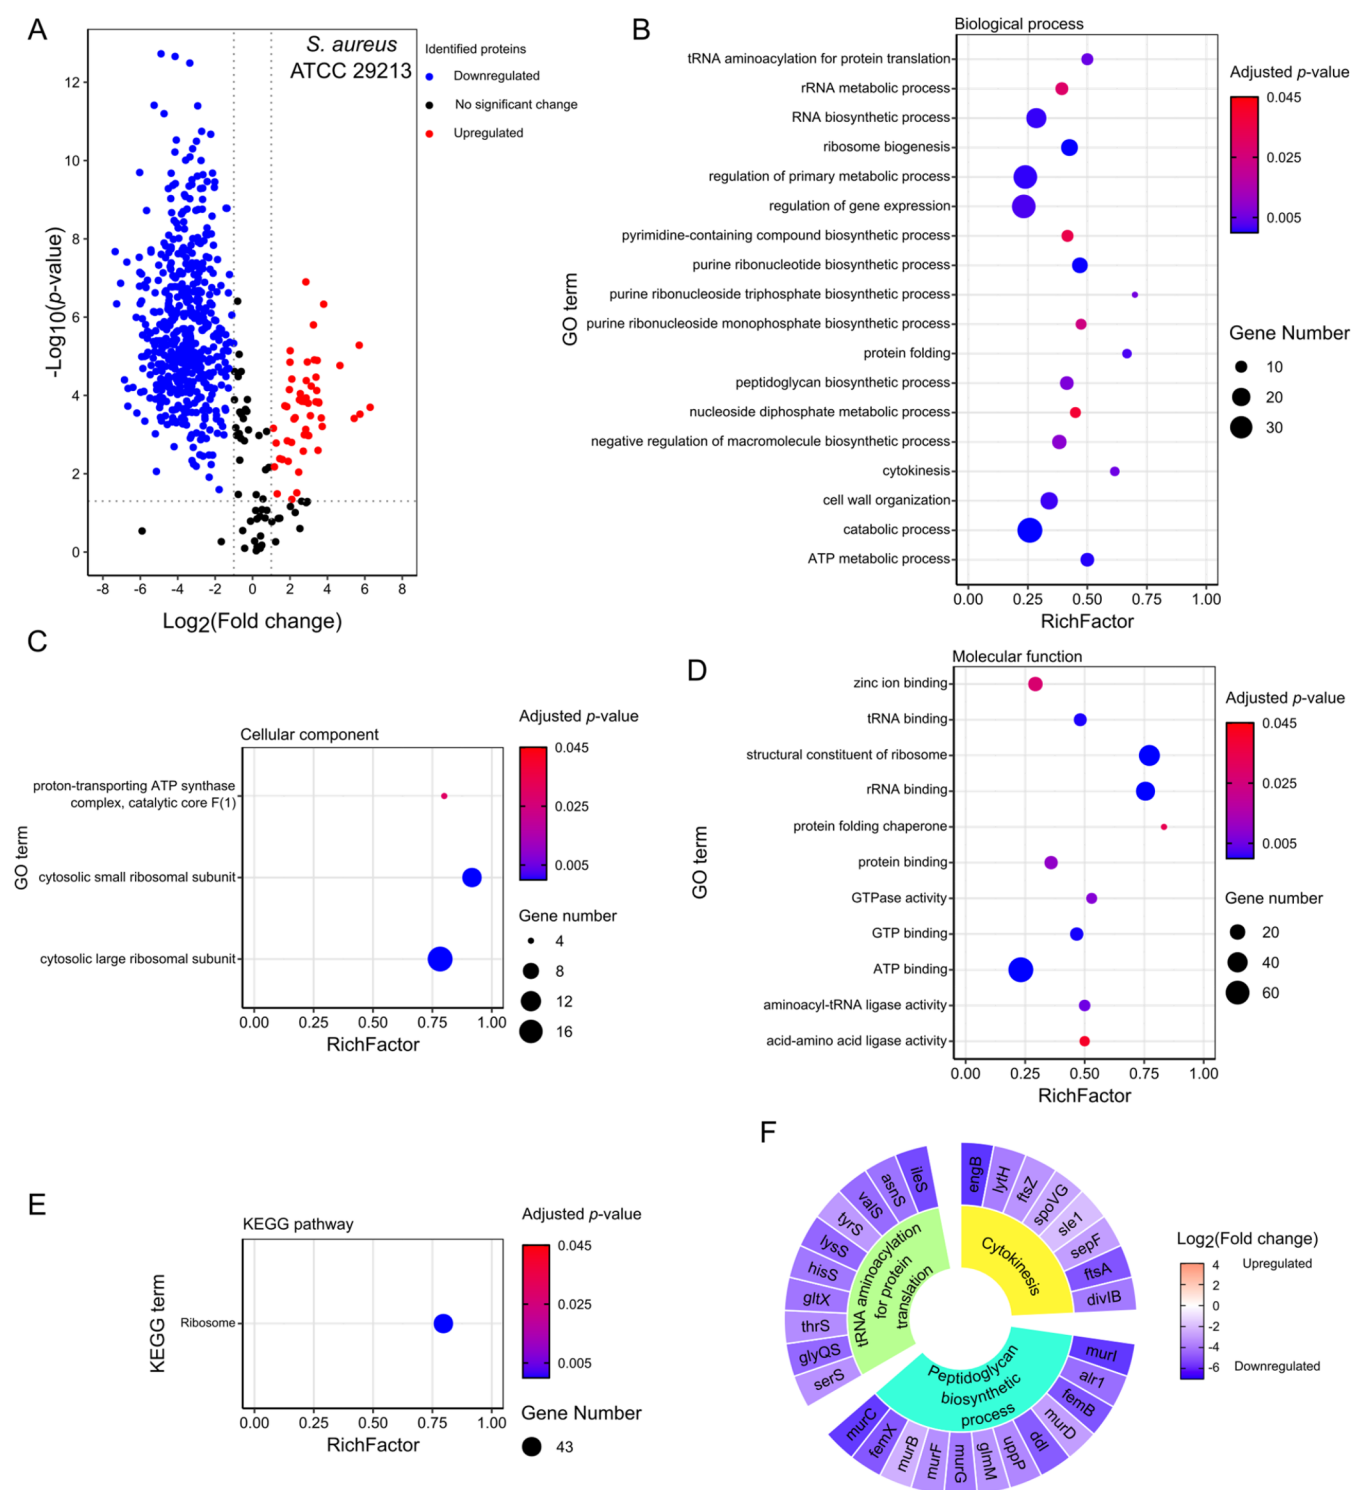 A
S. aureus
ATCC 29213
Identified proteins
Downregulated
No significant change
Upregulated
-Log10(p-value)
12
10
8
6
4
2
0
-8 -6 -4 -2 0 2 4 6 8
Log2(Fold change)
B
Biological process
GO term
tRNA aminoacylation for protein translation
rRNA metabolic process
RNA biosynthetic process
ribosome biogenesis
regulation of primary metabolic process
regulation of gene expression
pyrimidine-containing compound biosynthetic process
purine ribonucleotide biosynthetic process
purine ribonucleoside triphosphate biosynthetic process
purine ribonucleoside monophosphate biosynthetic process
protein folding
peptidoglycan biosynthetic process
nucleoside diphosphate metabolic process
negative regulation of macromolecule biosynthetic process
cytokinesis
cell wall organization
catabolic process
ATP metabolic process
0.00 0.25 0.50 0.75 1.00
RichFactor
Adjusted p-value
0.045
0.025
0.005
Gene Number
10
20
30
C
Cellular component
GO term
proton-transporting ATP synthase
complex, catalytic core F(1)
cytosolic small ribosomal subunit
cytosolic large ribosomal subunit
0.00 0.25 0.50 0.75 1.00
RichFactor
Adjusted p-value
0.045
0.025
0.005
Gene number
4
8
12
16
D
Molecular function
GO term
zinc ion binding
tRNA binding
structural constituent of ribosome
rRNA binding
protein folding chaperone
protein binding
GTPase activity
GTP binding
ATP binding
aminoacyl-tRNA ligase activity
acid-amino acid ligase activity
0.00 0.25 0.50 0.75 1.00
RichFactor
Adjusted p-value
0.045
0.025
0.005
Gene number
20
40
60
E
KEGG pathway
KEGG term
Ribosome
0.00 0.25 0.50 0.75 1.00
RichFactor
Adjusted p-value
0.045
0.025
0.005
Gene Number
43
F
engB
lytH
ftsZ
spoVG
sle1
sepF
ftsA
divIB
Cytokinesis
murI
alr1
femB
murD
ddl
uppP
glmM
murG
murF
murB
femX
murC
Peptidoglycan
biosynthetic
process
serS
glyQS
thrS
gltX
hisS
lysS
tyrS
valS
asnS
ileS
tRNA aminoacylation
for protein
translation
Log2(Fold change)
4
2
0
-2
-4
-6
Upregulated
Downregulated